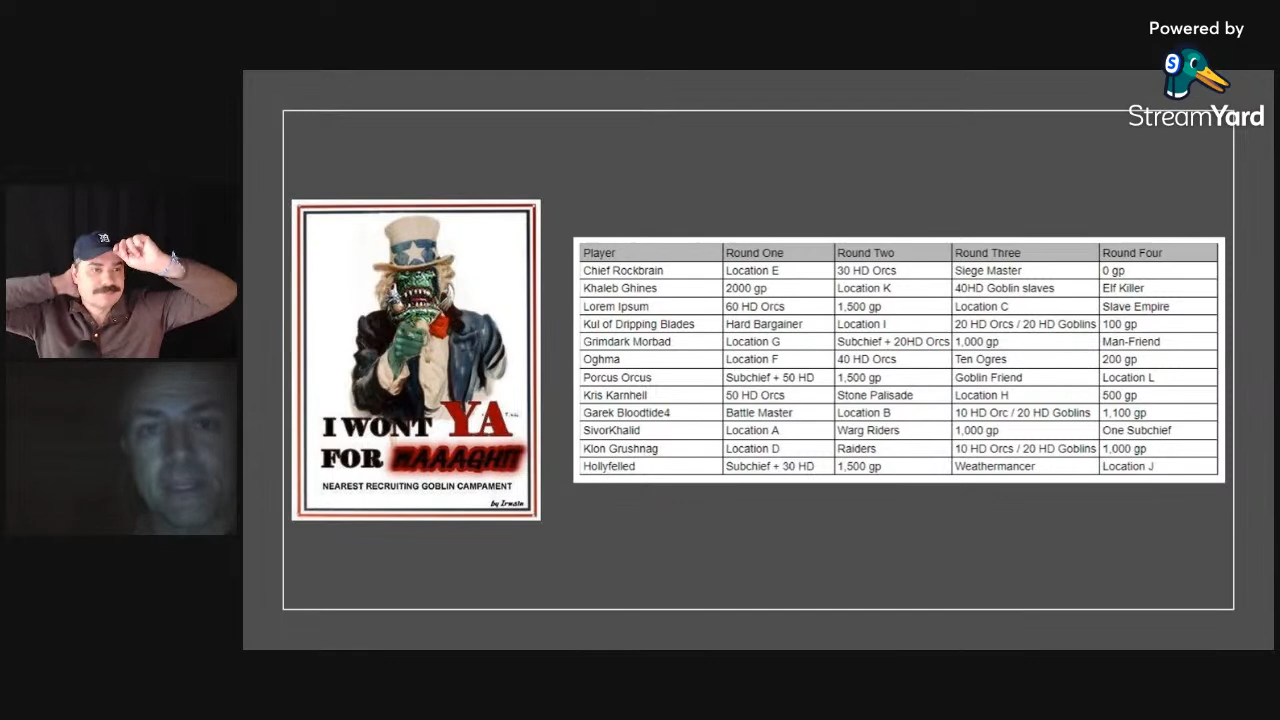 Powered by
StreamYard
I WONT YA
FOR WAAAGH!!
NEAREST RECRUITING GOBLIN CAMPAMENT
by Irwain
Player Round One Round Two Round Three Round Four
Chief Rockbrain Location E 30 HD Orcs Siege Master 0 gp
Khaleb Ghines 2000 gp Location K 40HD Goblin slaves Elf Killer
Lorem Ipsum 60 HD Orcs 1,500 gp Location C Slave Empire
Kul of Dripping Blades Hard Bargainer Location I 20 HD Orcs / 20 HD Goblins 100 gp
Grimdark Morbad Location G Subchief + 20HD Orcs 1,000 gp Man-Friend
Oghma Location F 40 HD Orcs Ten Ogres 200 gp
Porcus Orcus Subchief + 50 HD 1,500 gp Goblin Friend Location L
Kris Karnhell 50 HD Orcs Stone Palisade Location H 500 gp
Garek Bloodtide4 Battle Master Location B 10 HD Orc / 20 HD Goblins 1,100 gp
SivorKhalid Location A Warg Riders 1,000 gp One Subchief
Klon Grushnag Location D Raiders 10 HD Orcs / 20 HD Goblins 1,000 gp
Hollyfelled Subchief + 30 HD 1,500 gp Weathermancer Location J